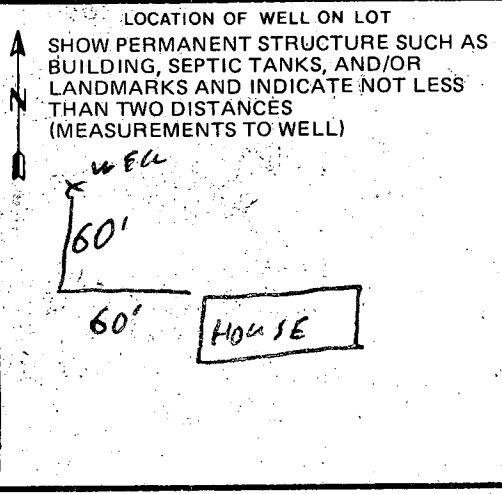 LOCATION OF WELL ON LOT
SHOW PERMANENT STRUCTURE SUCH AS
BUILDING, SEPTIC TANKS, AND/OR
LANDMARKS AND INDICATE NOT LESS
THAN TWO DISTANCES
(MEASUREMENTS TO WELL)
N
WELL
60'
60'
HOUSE